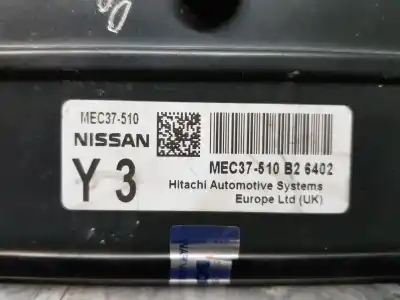 MEC37-510
NISSAN
Y 3
MEC37-510 B2 6402
Hitachi Automotive Systems
Europe Ltd (UK)